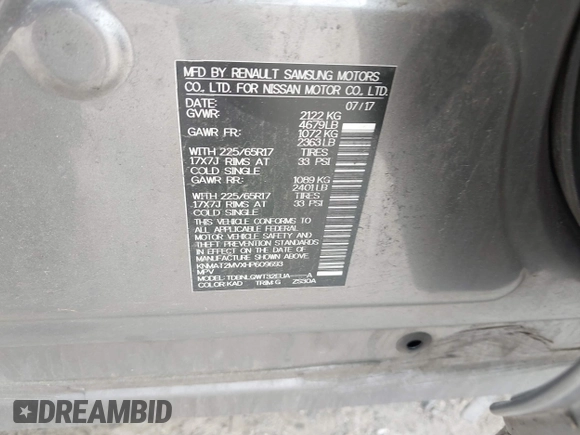 MFD BY RENAULT SAMSUNG MOTORS
CO., LTD. FOR NISSAN MOTOR CO., LTD.
DATE: 07/17
GVWR: 2122 KG
4679LB
GAWR FR: 1072 KG
2363LB
WITH 225/65R17 TIRES
17X7J RIMS AT 33 PSI
COLD SINGLE
GAWR RR: 1089 KG
2401LB
WITH 225/65R17 TIRES
17X7J RIMS AT 33 PSI
COLD SINGLE
THIS VEHICLE CONFORMS TO
ALL APPLICABLE FEDERAL
MOTOR VEHICLE SAFETY AND
THEFT PREVENTION STANDARDS
IN EFFECT ON THE DATE OF
MANUFACTURE SHOWN ABOVE.
KNMAT2MVXHP609693
MPV
MODEL: TDBNLQWT32EUA-----A
COLOR: KAD TRIM: G ZS30A
DREAMBID